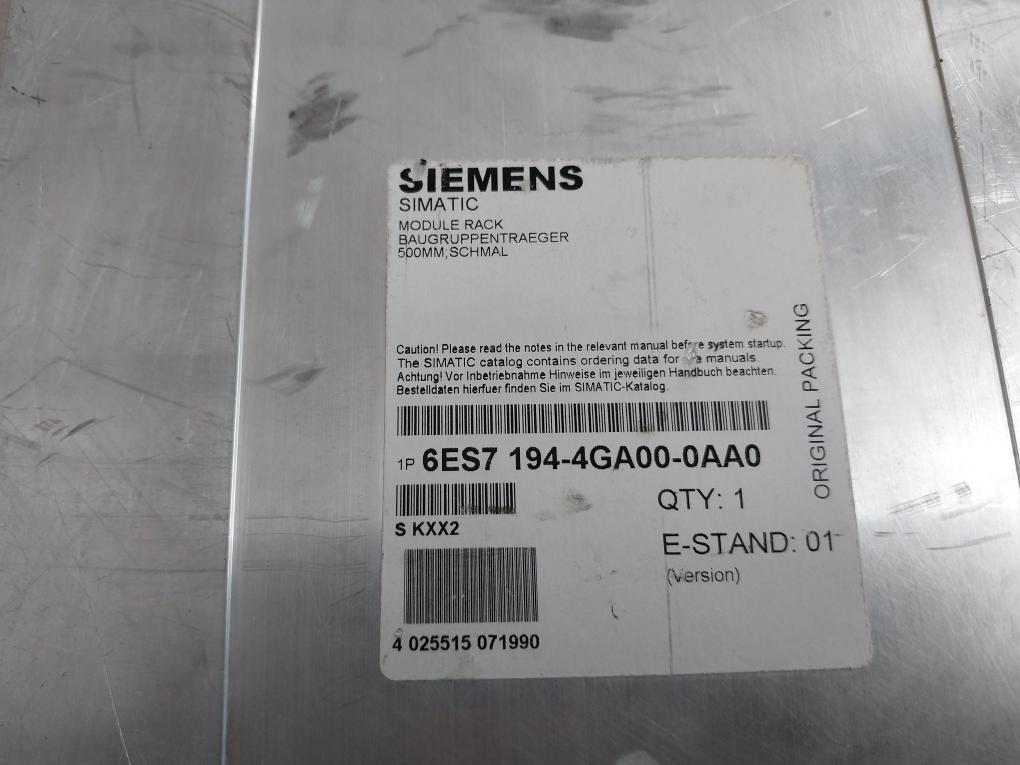 SIEMENS
SIMATIC
MODULE RACK
BAUGRUPPENTRAEGER
500MM,SCHMAL
Caution! Please read the notes in the relevant manual before system startup.
The SIMATIC catalog contains ordering data for the manuals.
Achtung! Vor Inbetriebnahme Hinweise im jeweiligen Handbuch beachten.
Bestelldaten hierfuer finden Sie im SIMATIC-Katalog.
1P 6ES7 194-4GA00-0AA0
S KXX2
QTY: 1
E-STAND: 01
(Version)
4 025515 071990
ORIGINAL PACKING